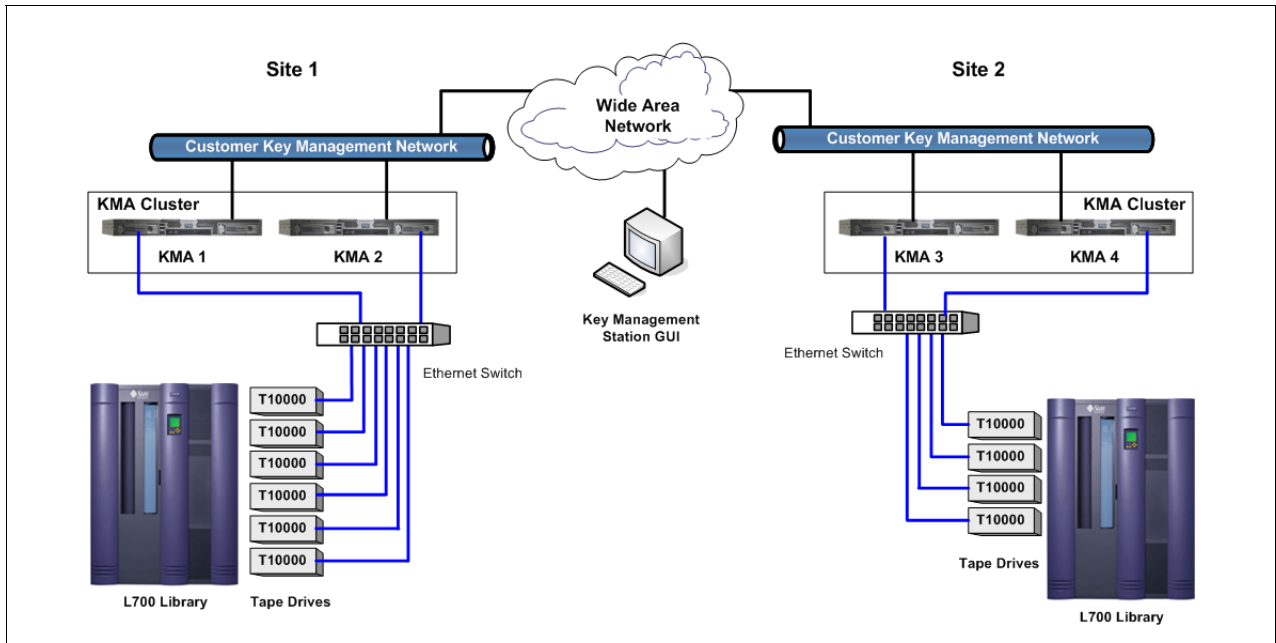 Site 1
Site 2
Wide Area
Network
Customer Key Management Network
Customer Key Management Network
KMA Cluster
KMA 1
KMA 2
KMA Cluster
KMA 3
KMA 4
Key Management
Station GUI
Ethernet Switch
Ethernet Switch
T10000
T10000
T10000
T10000
T10000
T10000
L700 Library
Tape Drives
Sun
T10000
T10000
T10000
T10000
Tape Drives
Sun
L700 Library